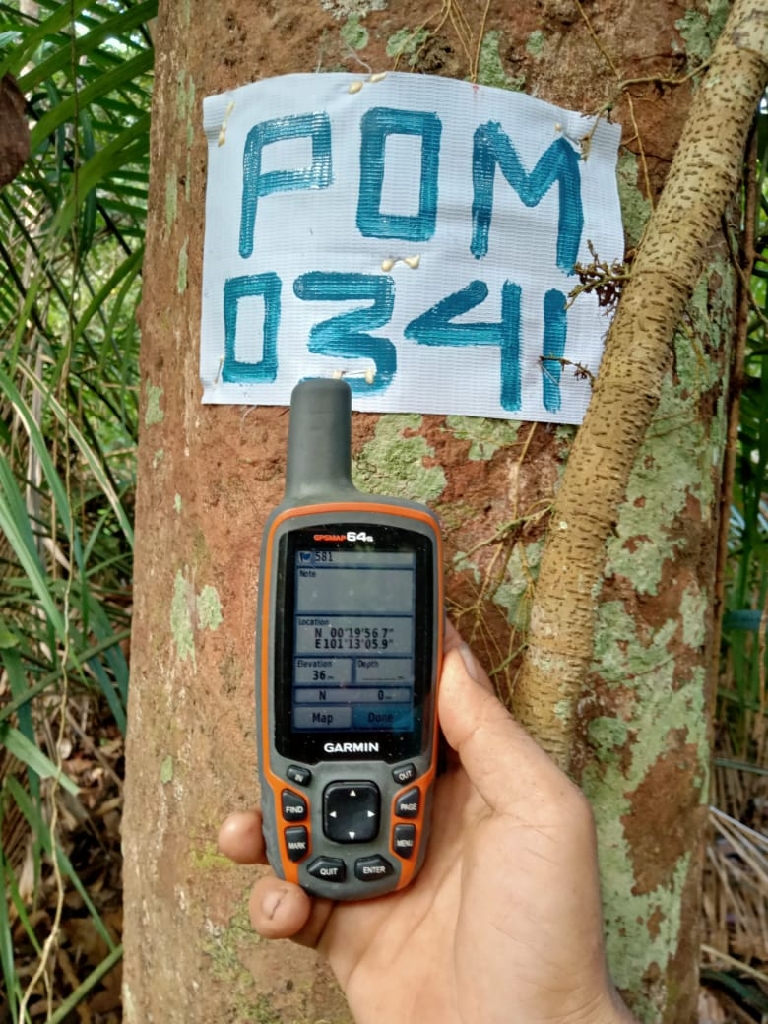 POM
0341
GPSMAP 64s
581
Note
Location
N 00°19'56.7"
E101°13'05.9"
Elevation Depth
36m
N 0m
Map Done
GARMIN
IN OUT
FIND PAGE
MARK MENU
QUIT ENTER